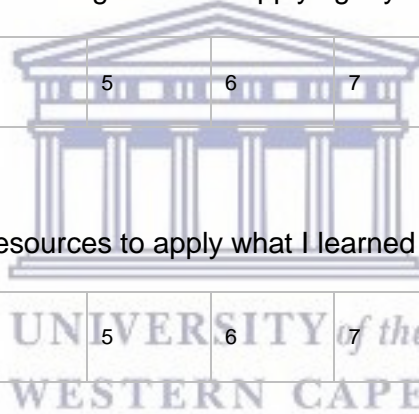 5 6 7
esources to apply what I learned
5 6 7
UNIVERSITY of the
WESTERN CAPE